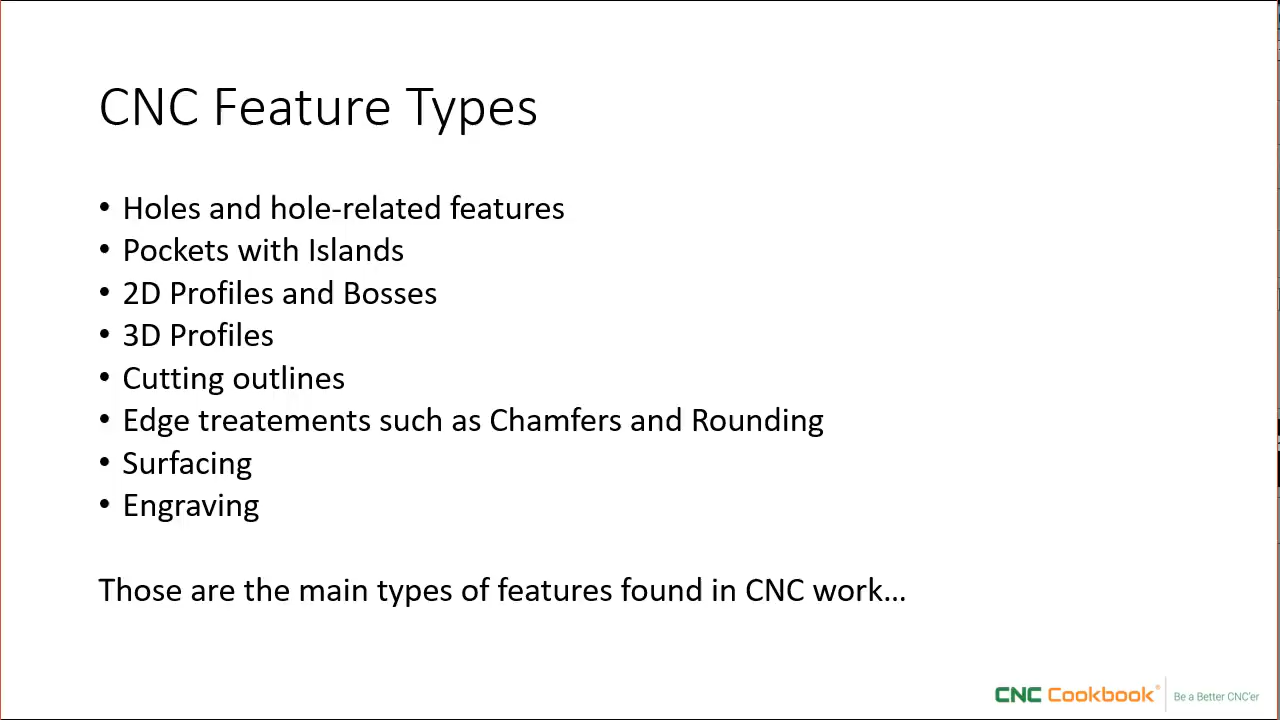 CNC Feature Types
• Holes and hole-related features
• Pockets with Islands
• 2D Profiles and Bosses
• 3D Profiles
• Cutting outlines
• Edge treatements such as Chamfers and Rounding
• Surfacing
• Engraving
Those are the main types of features found in CNC work...
CNC Cookbook® Be a Better CNC'er